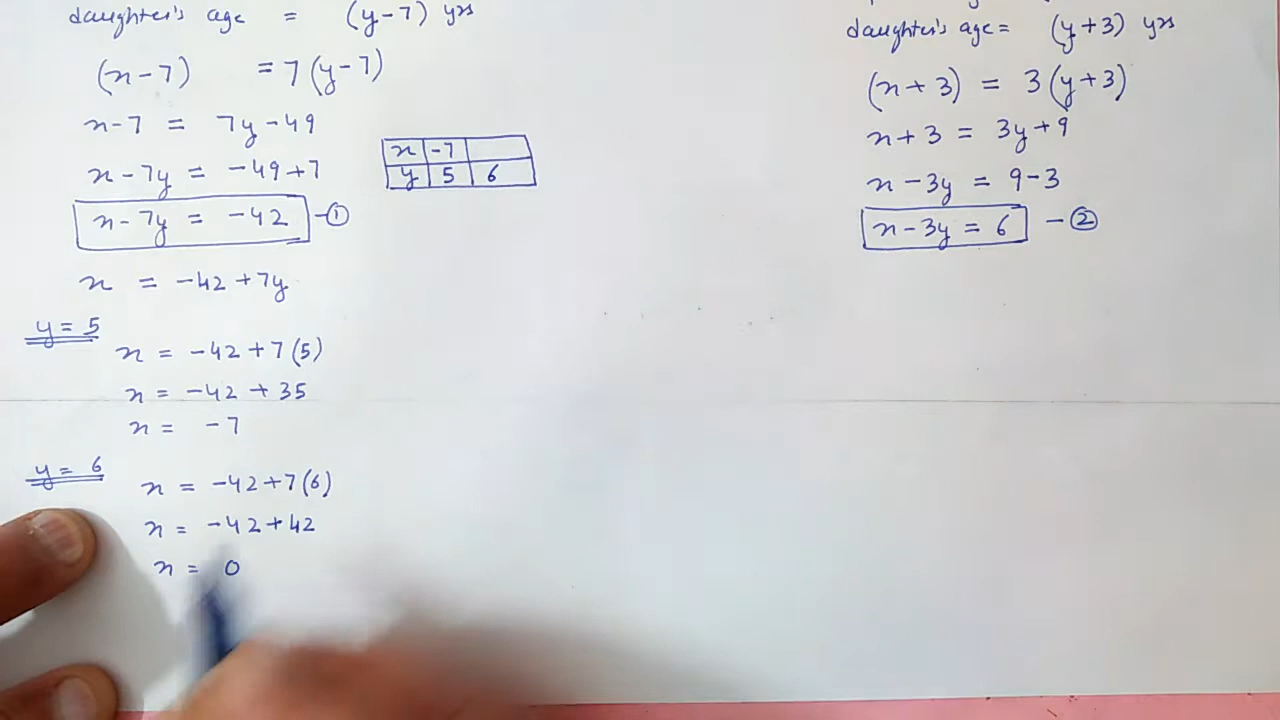 daughter's age = (y-7) yrs
(x-7) = 7(y-7)
x-7 = 7y-49
x-7y = -49+7
x-7y = -42 -①
x = -42+7y
x -7
y 5 6
y = 5
x = -42+7(5)
x = -42+35
x = -7
y = 6
x = -42+7(6)
x = -42+42
x = 0
daughter's age = (y+3) yrs
(x+3) = 3(y+3)
x+3 = 3y+9
x-3y = 9-3
x-3y = 6 -②